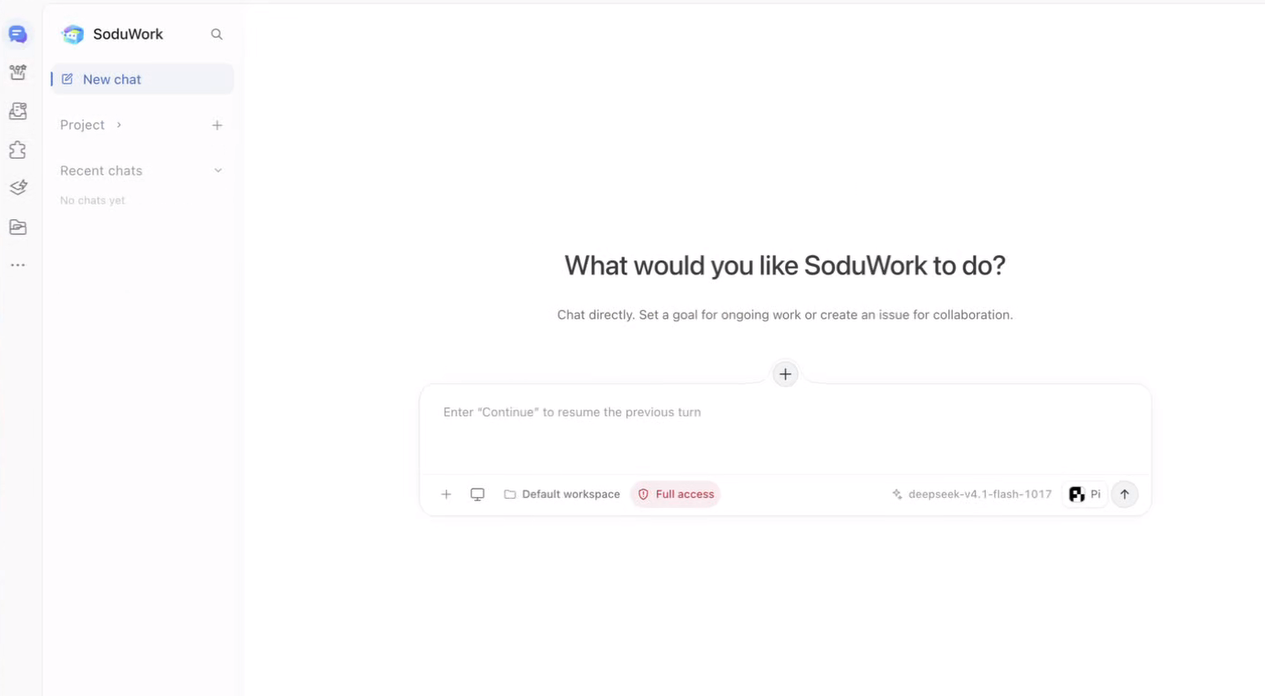 SoduWork
New chat
Project
Recent chats
No chats yet
What would you like SoduWork to do?
Chat directly. Set a goal for ongoing work or create an issue for collaboration.
Enter “Continue” to resume the previous turn
Default workspace
Full access
deepseek-v4.1-flash-1017
Pi